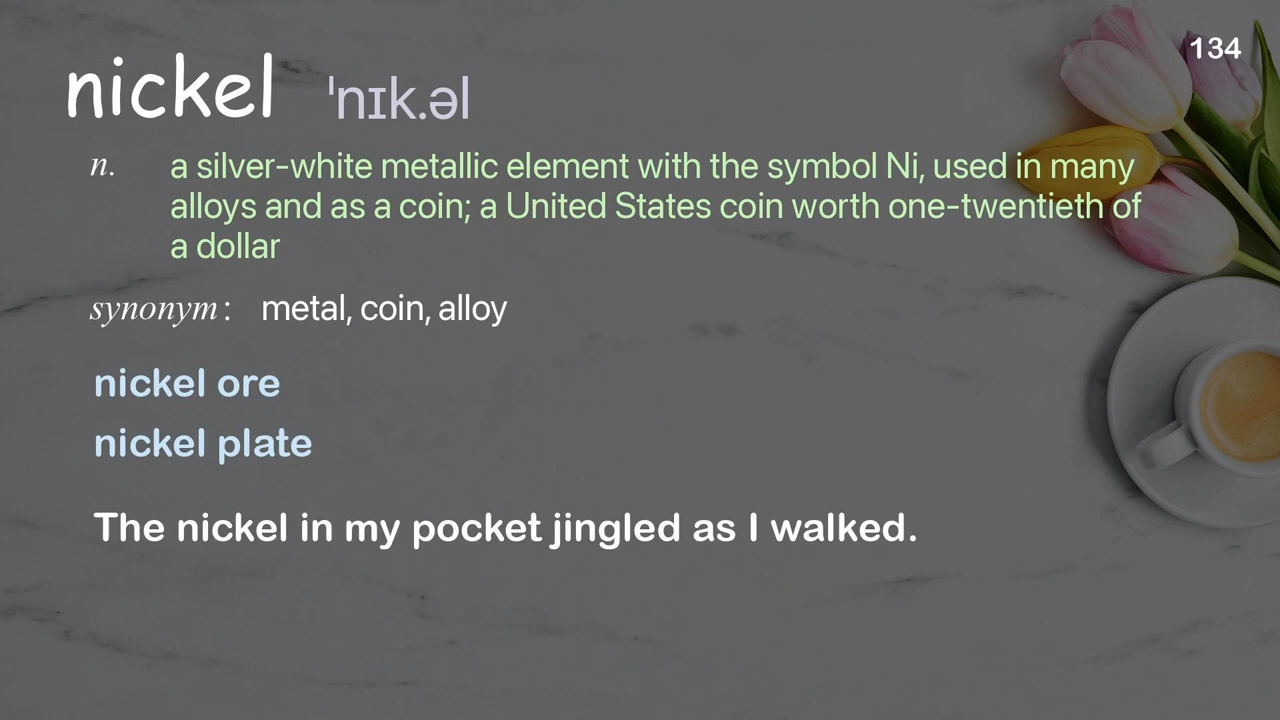 134
nickel ˈnɪk.əl
n. a silver-white metallic element with the symbol Ni, used in many
alloys and as a coin; a United States coin worth one-twentieth of
a dollar
synonym: metal, coin, alloy
nickel ore
nickel plate
The nickel in my pocket jingled as I walked.